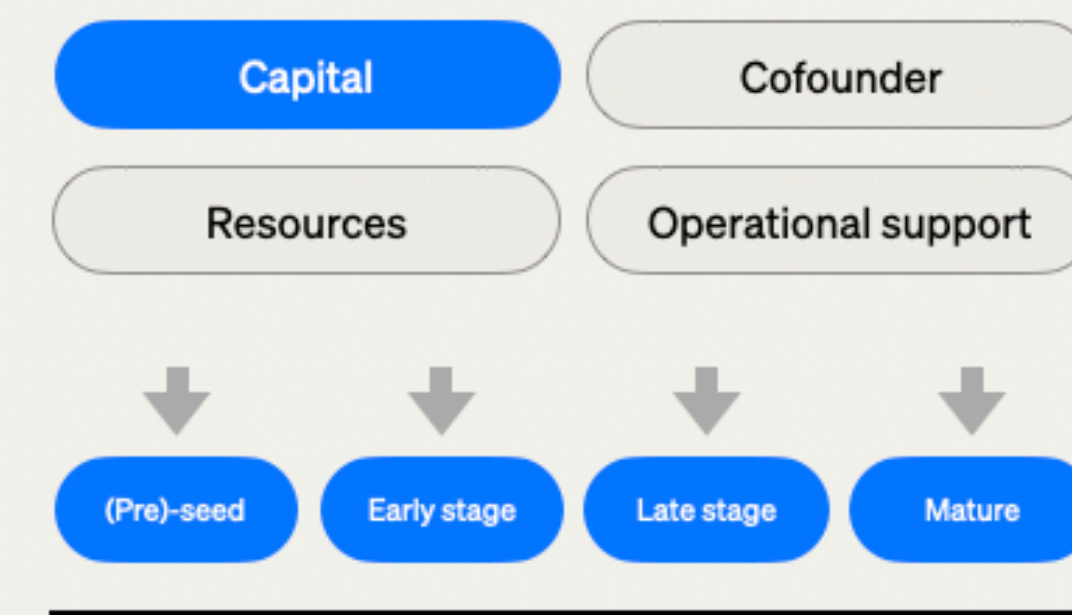 Capital
Cofounder
Resources
Operational support
(Pre)-seed
Early stage
Late stage
Mature